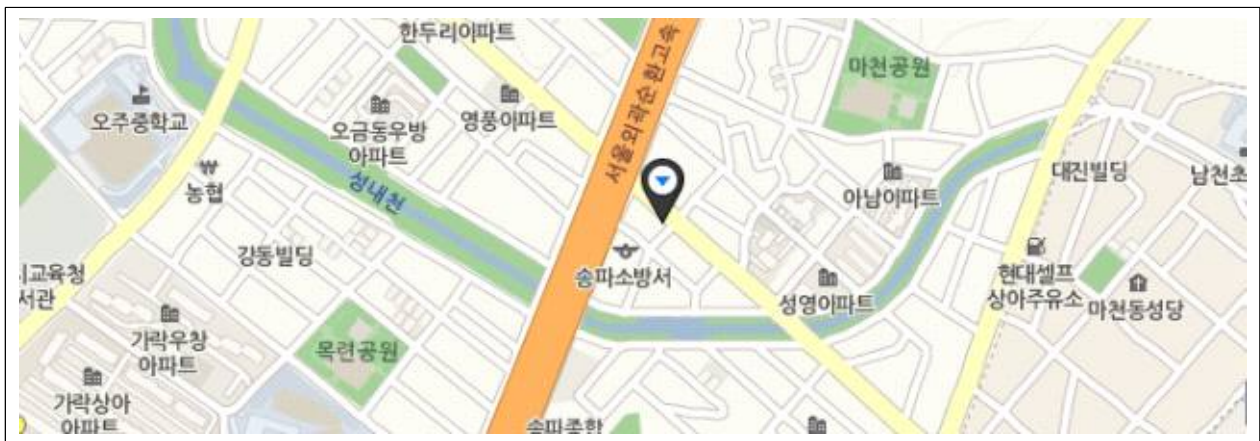 한두리아파트
마천공원
서울외곽순환고속
오주중학교
오금동우방
아파트
영풍아파트
농협
성내천
아남아파트
대진빌딩
남천초
강동빌딩
송파소방서
성영아파트
현대셀프
상아주유소
마천동성당
시교육청
서관
가락우창
아파트
목련공원
가락상아
아파트
송파종합